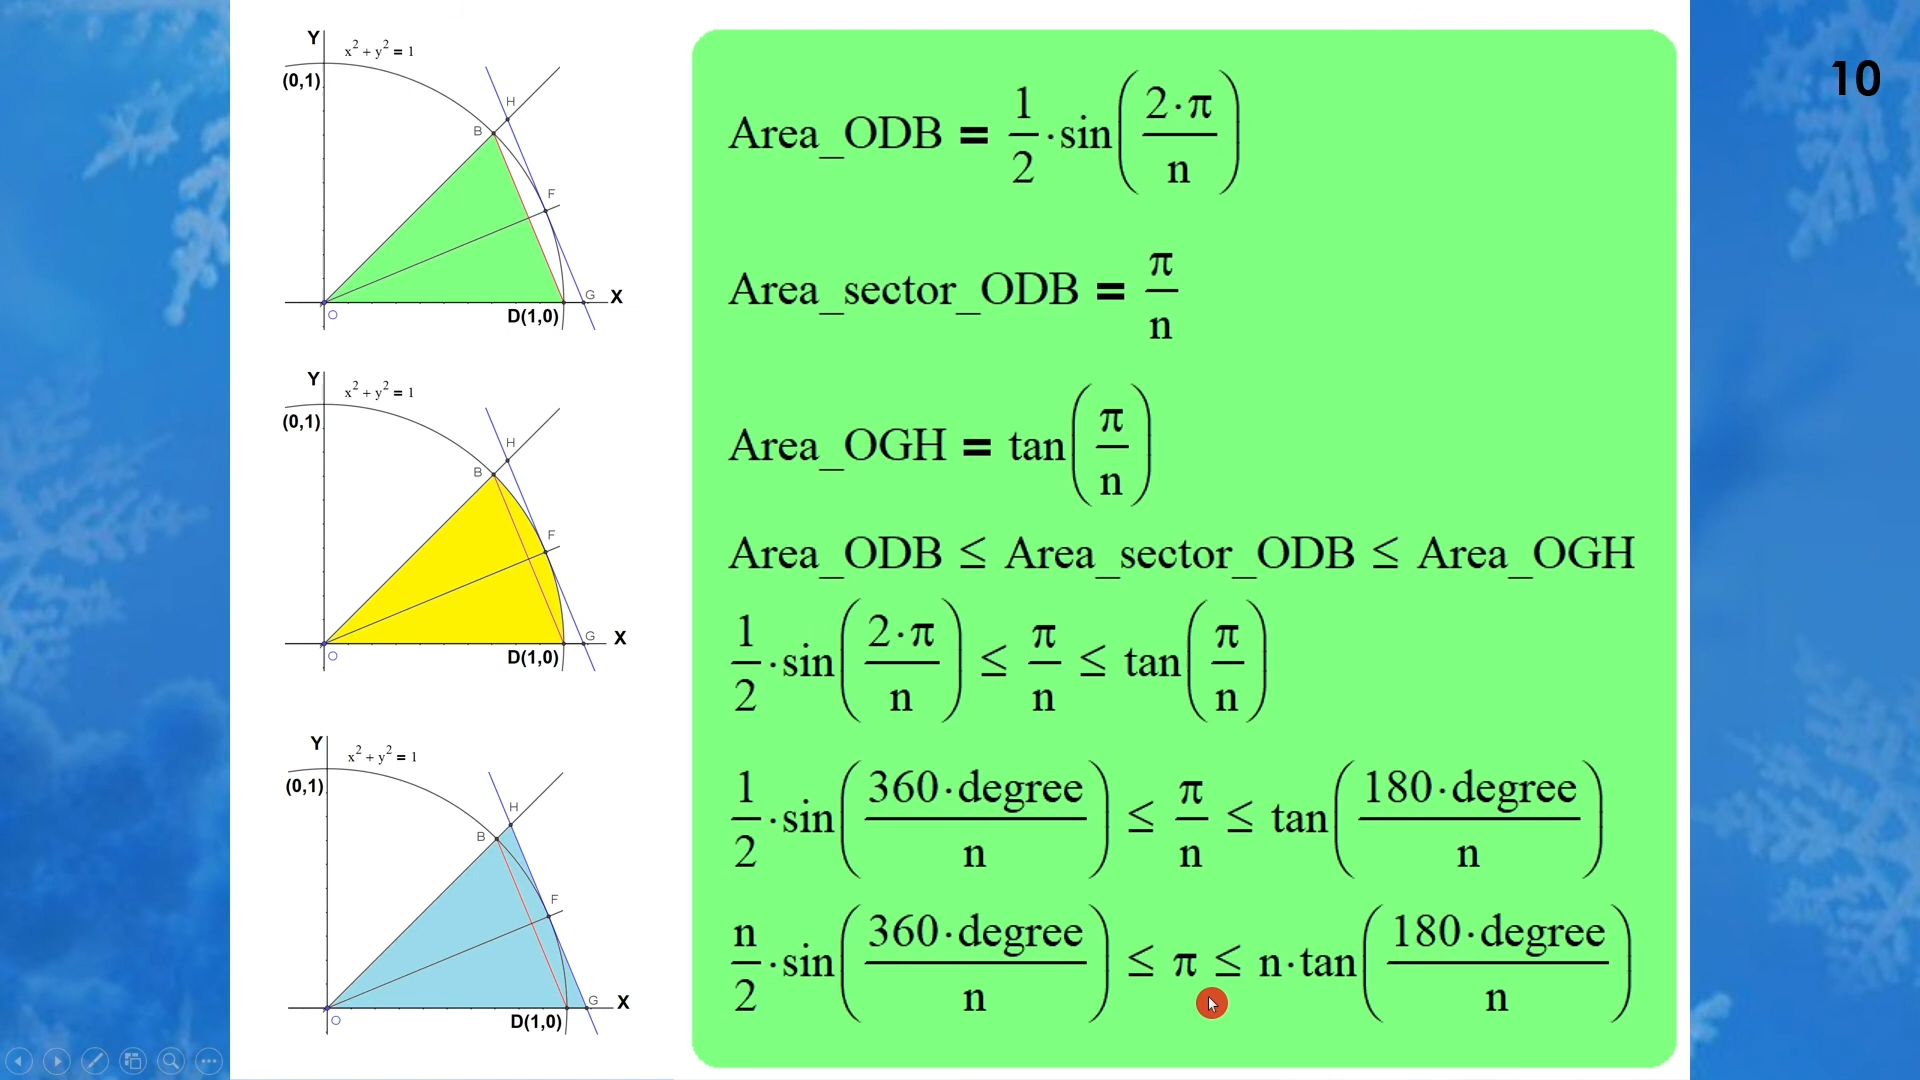 Y
x² + y² = 1
(0,1)
H
B
F
G
X
O
D(1,0)
Y
x² + y² = 1
(0,1)
H
B
F
G
X
O
D(1,0)
Y
x² + y² = 1
(0,1)
H
B
F
G
X
O
D(1,0)
Area_ODB = 1/2·sin(2·π/n)
Area_sector_ODB = π/n
Area_OGH = tan(π/n)
Area_ODB ≤ Area_sector_ODB ≤ Area_OGH
1/2·sin(2·π/n) ≤ π/n ≤ tan(π/n)
1/2·sin(360·degree/n) ≤ π/n ≤ tan(180·degree/n)
n/2·sin(360·degree/n) ≤ π ≤ n·tan(180·degree/n)
10